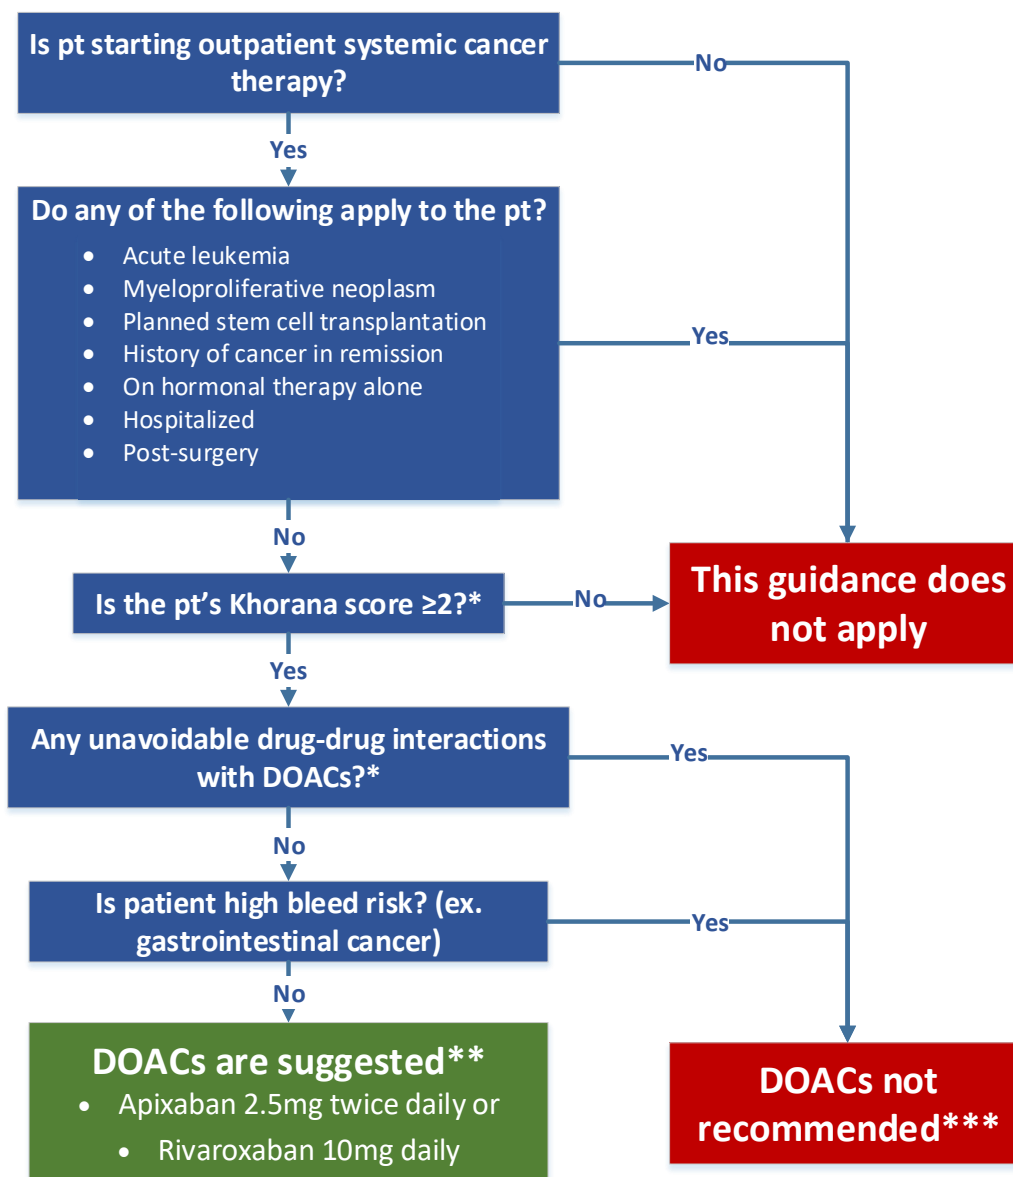 Is pt starting outpatient systemic cancer
therapy?
No
Yes
Do any of the following apply to the pt?
• Acute leukemia
• Myeloproliferative neoplasm
• Planned stem cell transplantation
• History of cancer in remission
• On hormonal therapy alone
• Hospitalized
• Post-surgery
Yes
No
Is the pt's Khorana score ≥2?*
No
This guidance does
not apply
Yes
Any unavoidable drug-drug interactions
with DOACs?*
Yes
No
Is patient high bleed risk? (ex.
gastrointestinal cancer)
Yes
No
DOACs are suggested**
• Apixaban 2.5mg twice daily or
• Rivaroxaban 10mg daily
DOACs not
recommended***